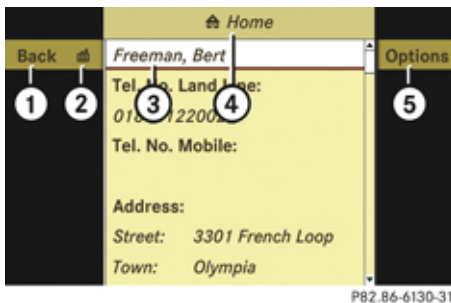 Home
Back
Freeman, Bert
Options
Tel. No. Land Line:
1 2 3 4 5
Tel. No. Mobile:
Address:
Street: 3301 French Loop
Town: Olympia
P82.86-6130-31